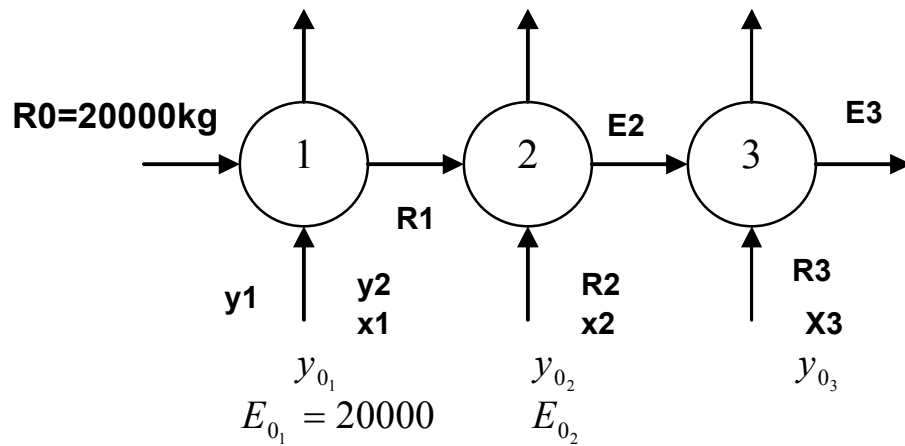 R0=20000kg
1
2
3
E2
E3
R1
y1
y2
x1
R2
x2
R3
X3
y₀₁
y₀₂
y₀₃
E₀₁ = 20000
E₀₂